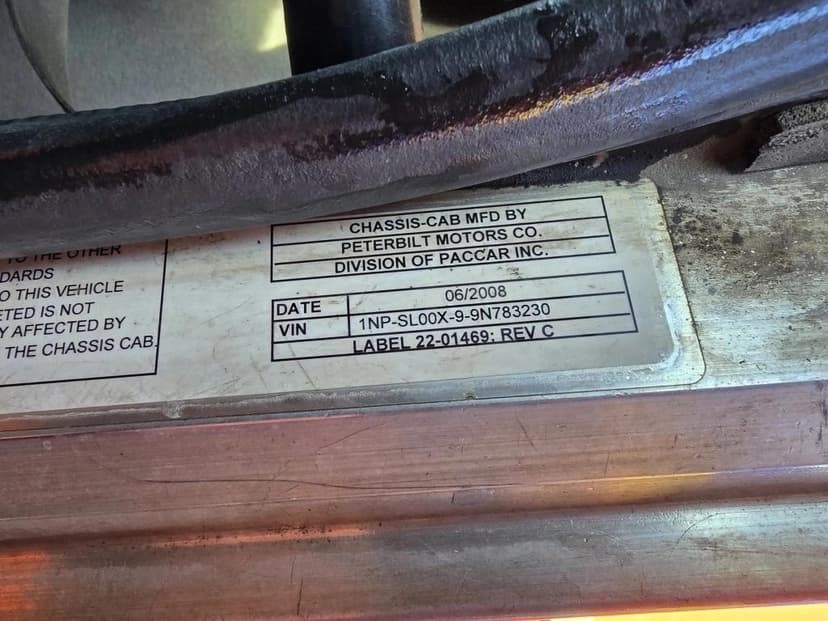 TO THE OTHER
DARDS
O THIS VEHICLE
ETED IS NOT
Y AFFECTED BY
THE CHASSIS CAB.
CHASSIS-CAB MFD BY
PETERBILT MOTORS CO.
DIVISION OF PACCAR INC.
DATE 06/2008
VIN 1NP-SL00X-9-9N783230
LABEL 22-01469: REV C